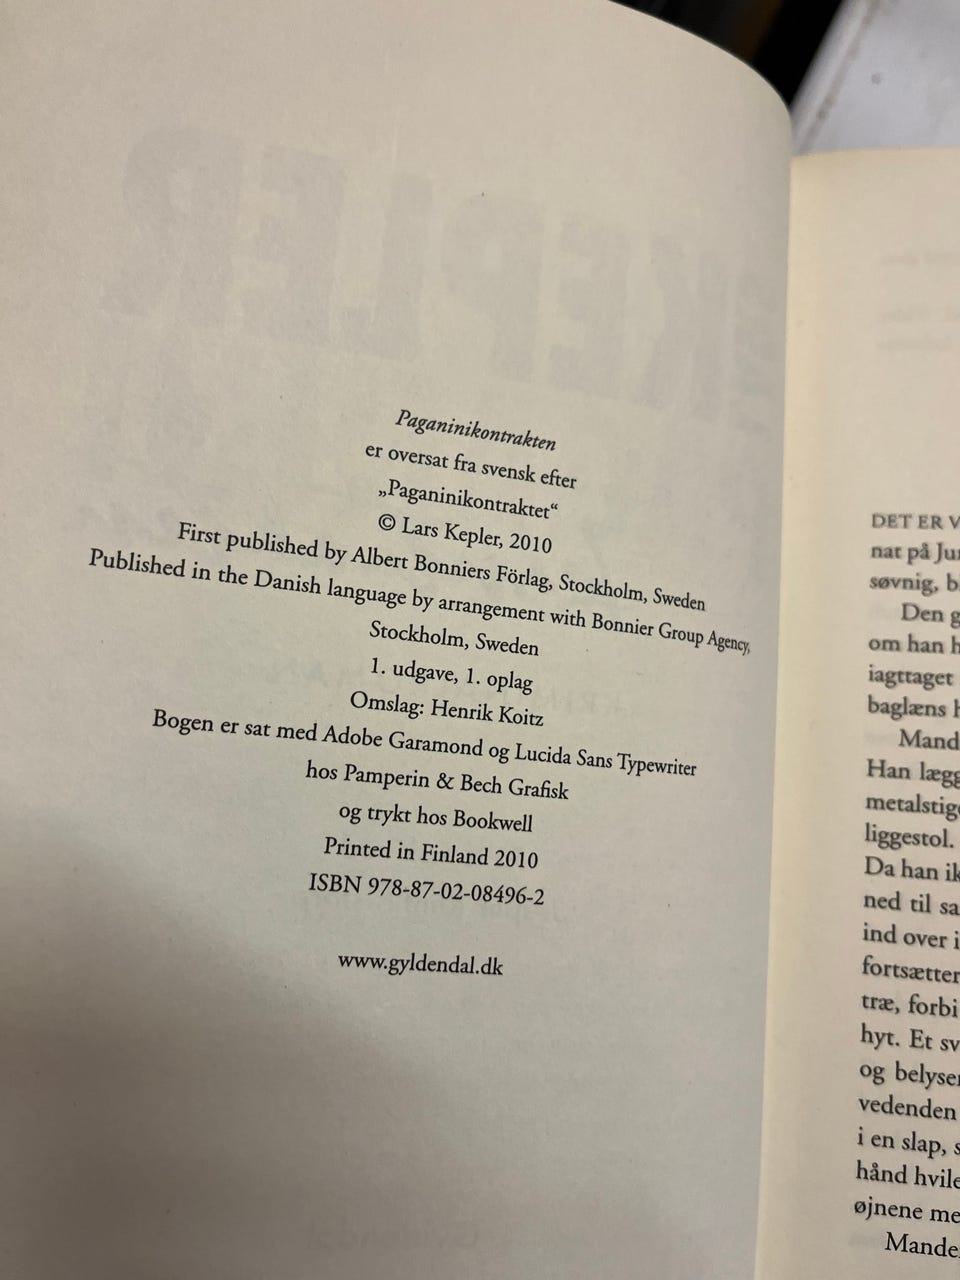 Paganinikontrakten
er oversat fra svensk efter
„Paganinikontraktet“
© Lars Kepler, 2010
First published by Albert Bonniers Förlag, Stockholm, Sweden
Published in the Danish language by arrangement with Bonnier Group Agency,
Stockholm, Sweden
1. udgave, 1. oplag
Omslag: Henrik Koitz
Bogen er sat med Adobe Garamond og Lucida Sans Typewriter
hos Pamperin & Bech Grafisk
og trykt hos Bookwell
Printed in Finland 2010
ISBN 978-87-02-08496-2
www.gyldendal.dk
DET ER V
nat på Ju
søvnig, b
Den g
om han h
iagttaget
baglæns h
Mand
Han lægg
metalstige
liggestol.
Da han ik
ned til sa
ind over i
fortsætter
træ, forbi
hyt. Et sv
og belyse
vedenden
i en slap, s
hånd hvile
øjnene me
Mande